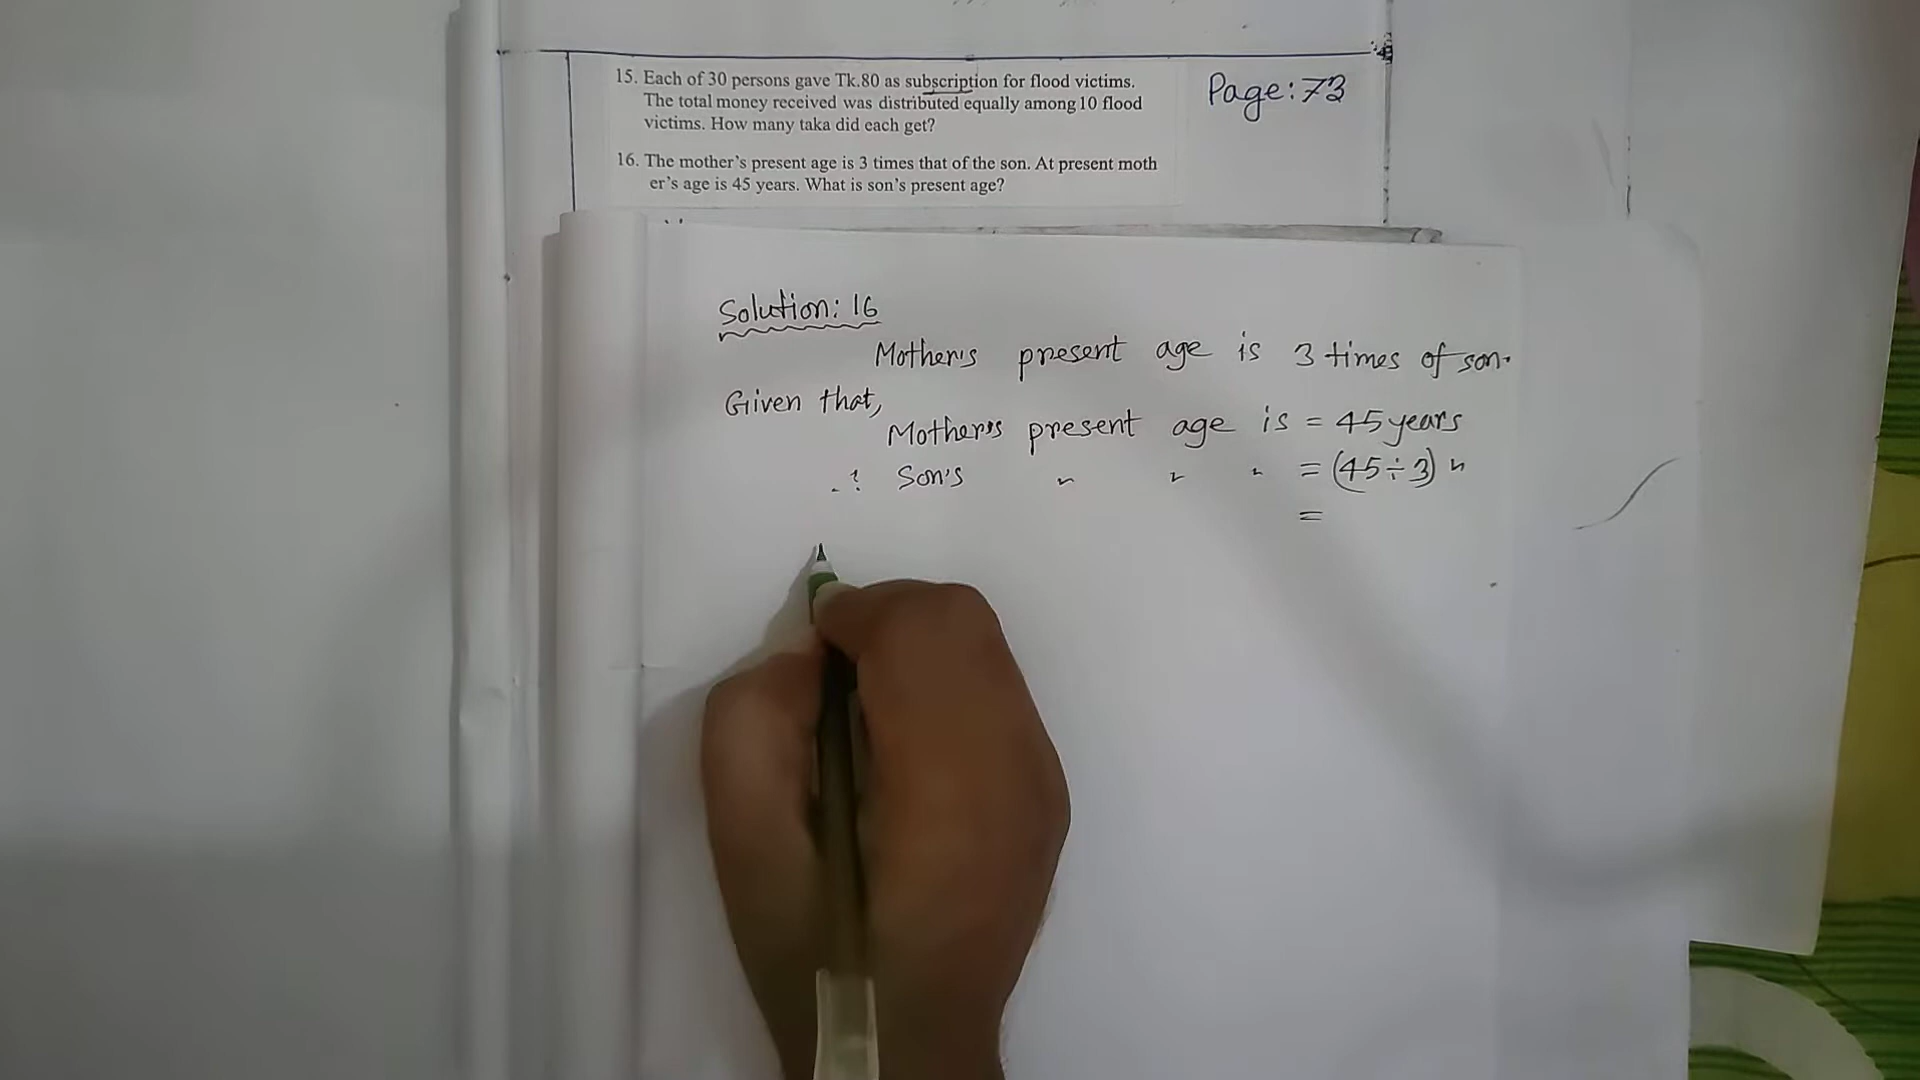 15. Each of 30 persons gave Tk.80 as subscription for flood victims.
The total money received was distributed equally among 10 flood
victims. How many taka did each get?
Page: 73
16. The mother's present age is 3 times that of the son. At present moth
er's age is 45 years. What is son's present age?
Solution: 16
Mother's present age is 3 times of son.
Given that,
Mother's present age is = 45 years
∴ Son's " " " = (45÷3) "
=